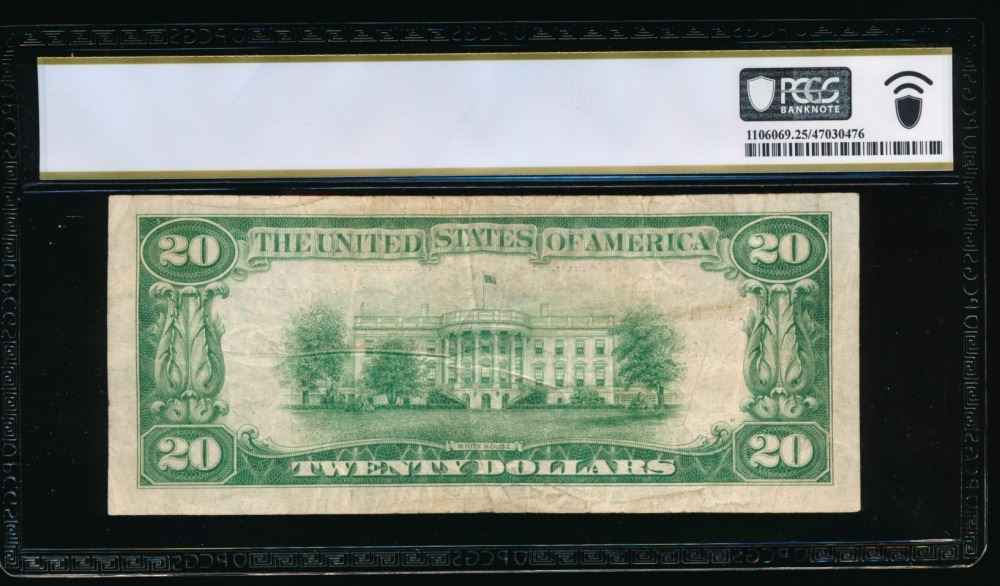 PCGS
BANKNOTE
1106069.25/47030476
20 THE UNITED STATES OF AMERICA 20
WHITE HOUSE
20 TWENTY DOLLARS 20